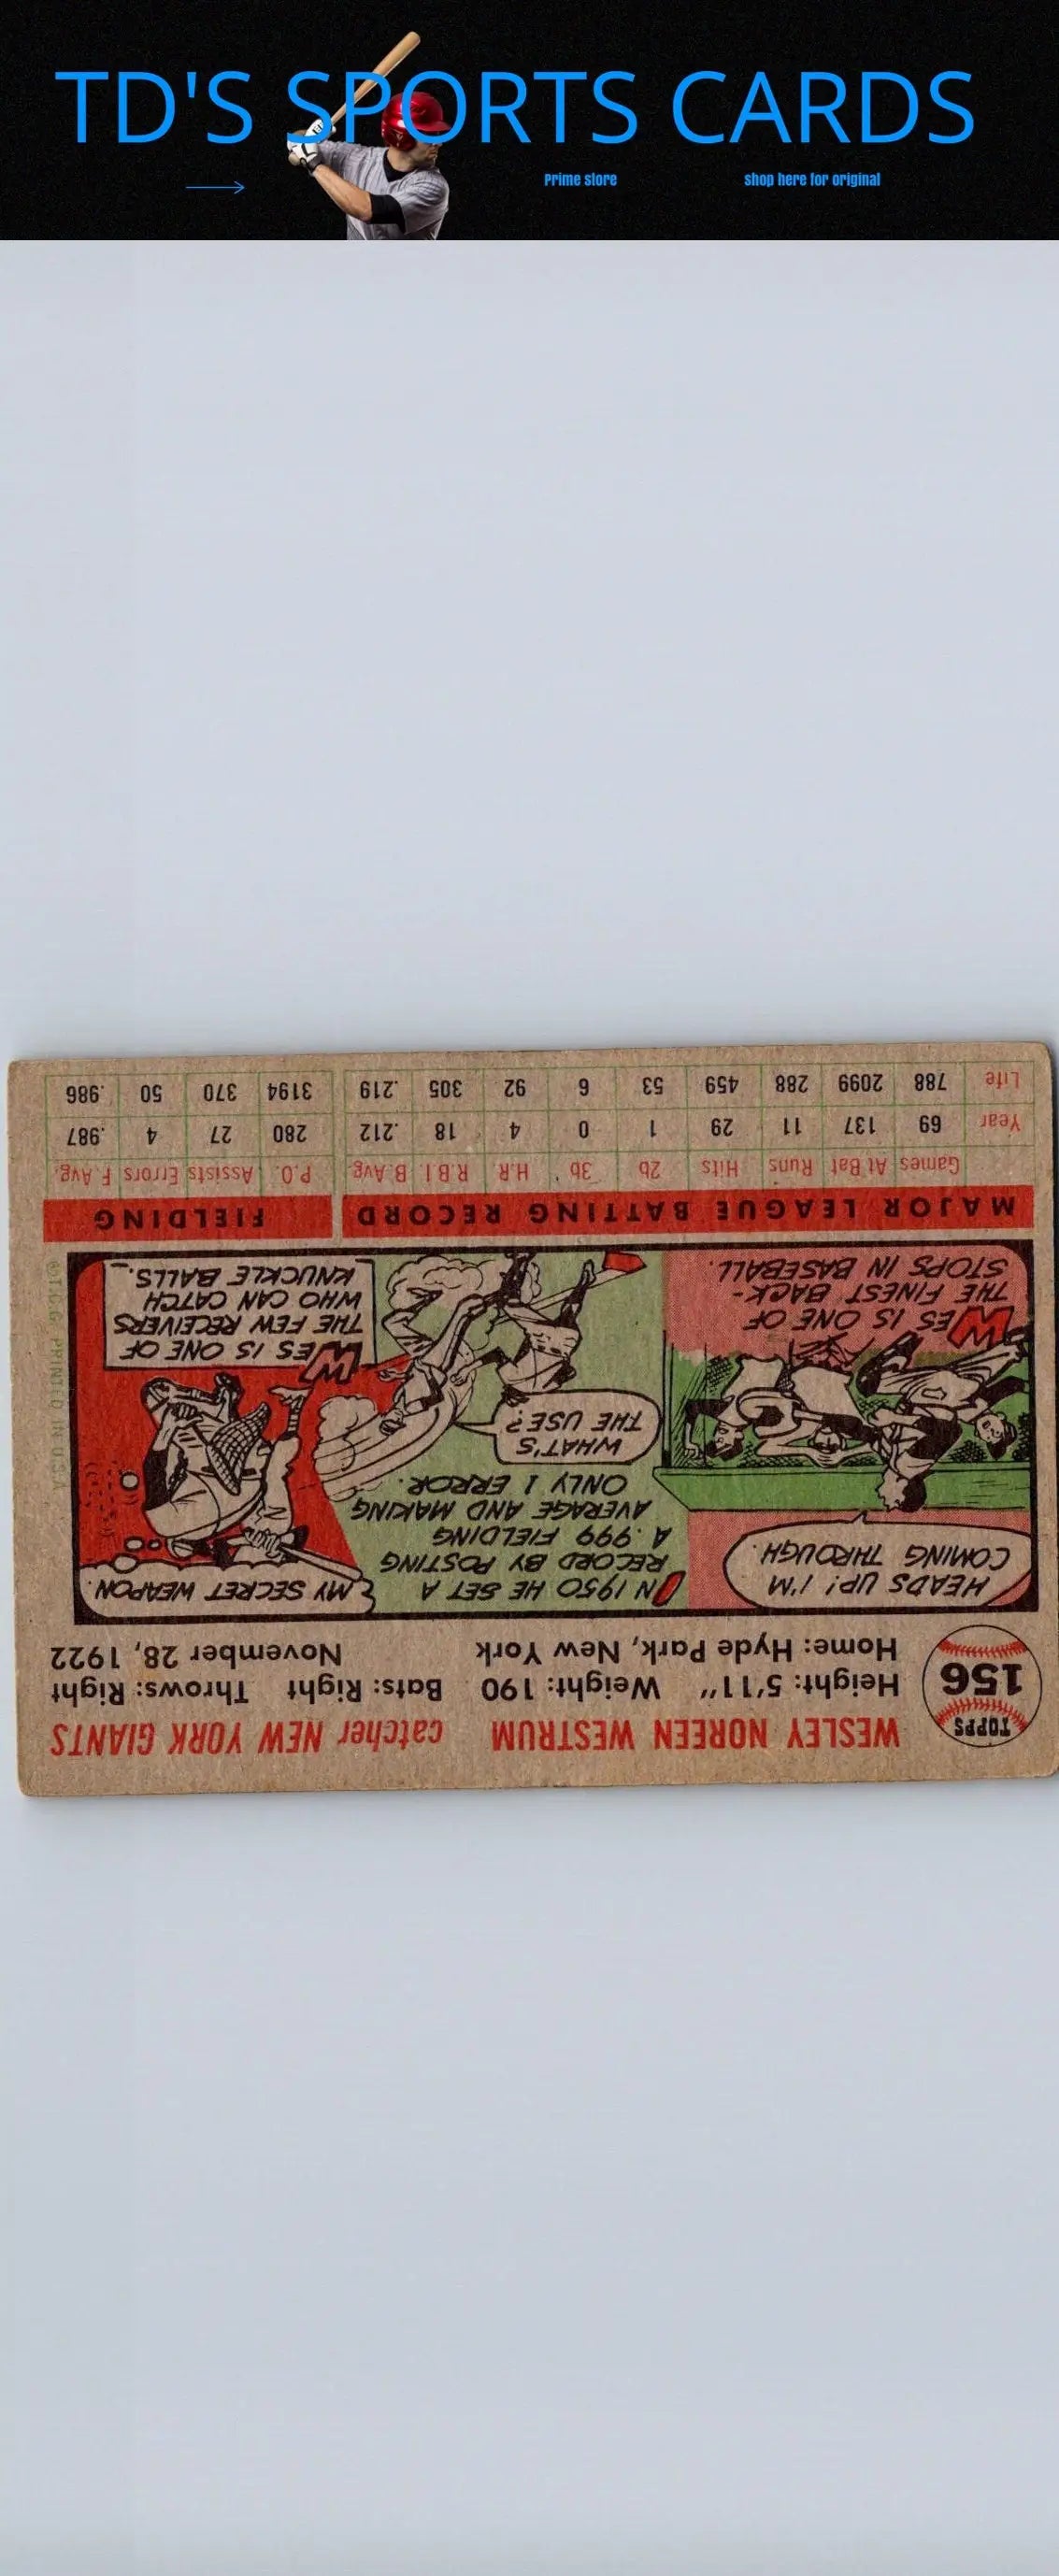 TD'S SPORTS CARDS
Prime store
shop here for original
TOPPS
156
WESLEY NOREEN WESTRUM catcher NEW YORK GIANTS
Height: 5'11" Weight: 190 Bats: Right Throws: Right
Home: Hyde Park, New York November 28, 1922
HEADS UP! I'M
COMING THROUGH.
WES IS ONE OF
THE FINEST BACK-
STOPS IN BASEBALL.
IN 1950 HE SET A
RECORD BY POSTING
A .999 FIELDING
AVERAGE AND MAKING
ONLY 1 ERROR.
WHAT'S
THE USE?
MY SECRET WEAPON.
WES IS ONE OF
THE FEW RECEIVERS
WHO CAN CATCH
KNUCKLE BALLS.
© T.C.G. PRINTED IN U.S.A.
MAJOR LEAGUE BATTING RECORD FIELDING
Games At Bat Runs Hits 2b 3b H.R. R.B.I. B.Avg. P.O. Assists Errors F.Avg.
Year 69 137 11 29 1 0 4 18 .212 280 27 4 .987
Life 788 2099 288 459 53 6 92 305 .219 3194 370 50 .986